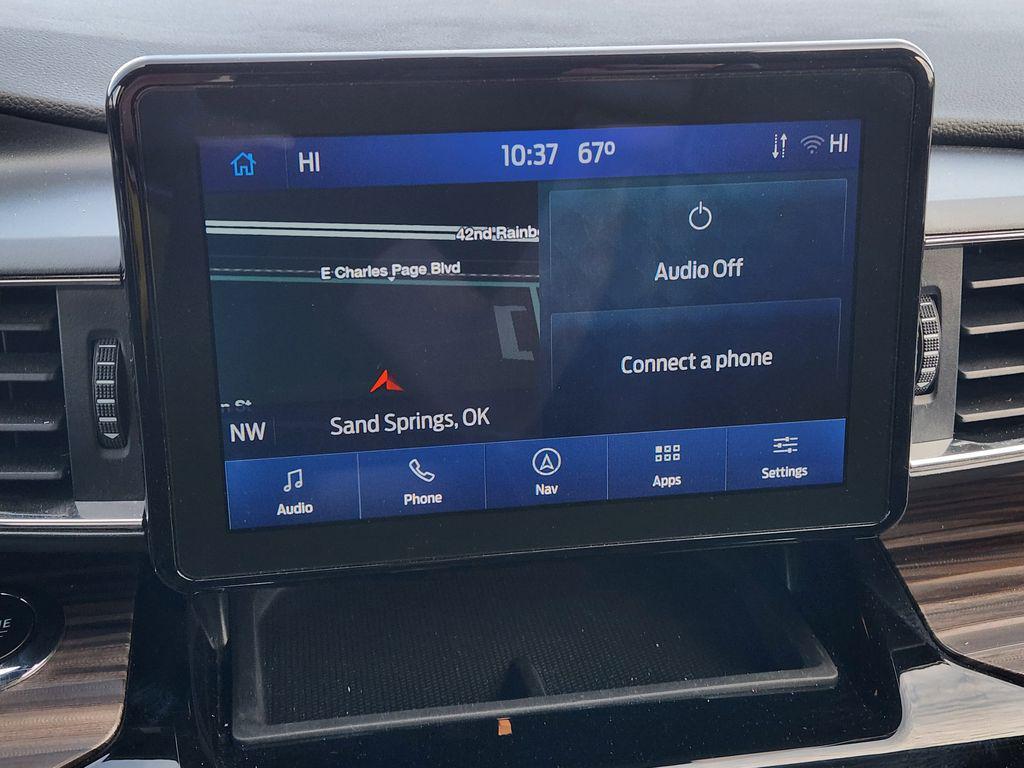 HI
10:37 67°
HI
42nd Rainb
E Charles Page Blvd
n St
NW
Sand Springs, OK
Audio Off
Connect a phone
Audio
Phone
Nav
Apps
Settings